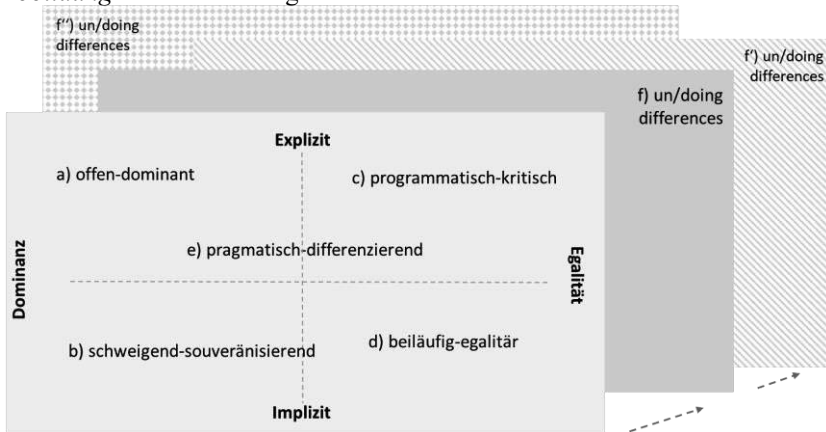 f'') un/doing
differences
f') un/doing
differences
f) un/doing
differences
Explizit
a) offen-dominant
c) programmatisch-kritisch
e) pragmatisch-differenzierend
Dominanz
Egalität
b) schweigend-souveränisierend
d) beiläufig-egalitär
Implizit